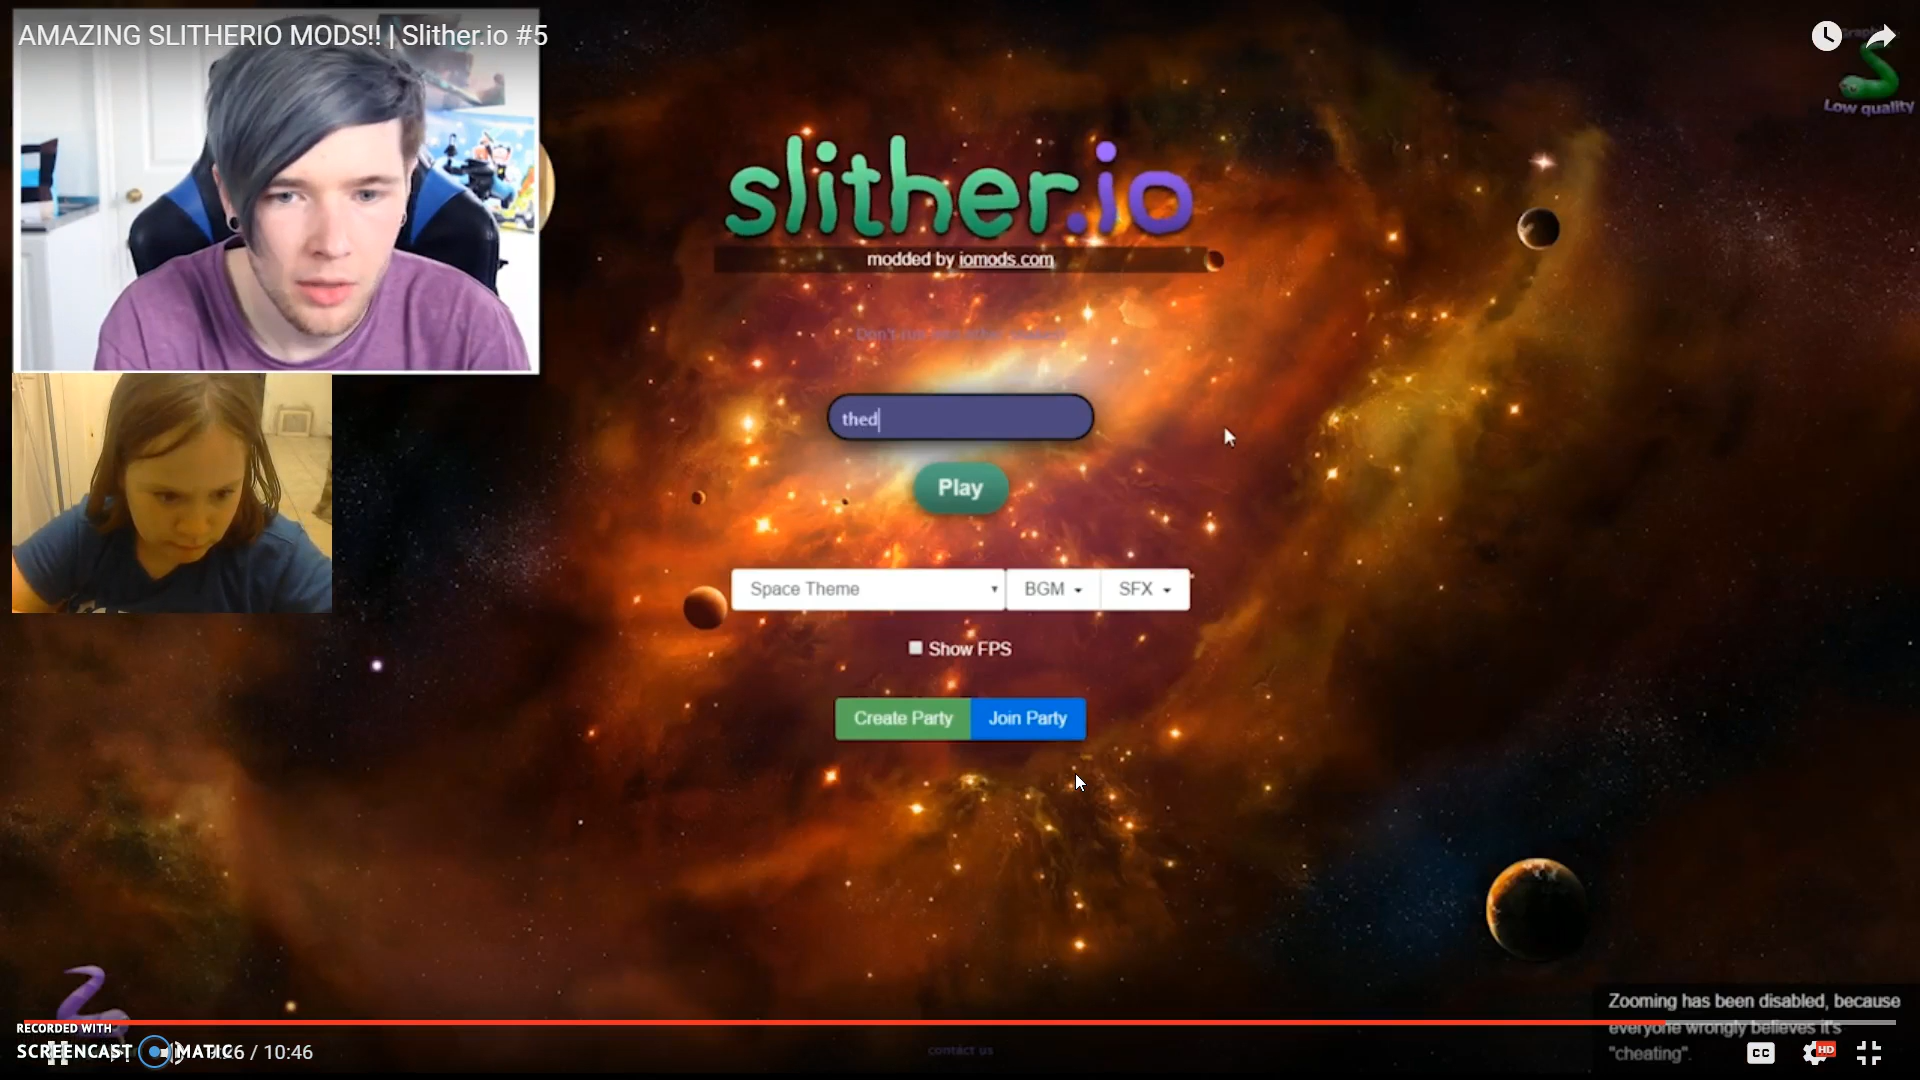 AMAZING SLITHERIO MODS!! | Slither.io #5
Low quality
slither.io
modded by iomods.com
thed
Play
Space Theme
BGM
SFX
Show FPS
Create Party
Join Party
Zooming has been disabled, because
everyone wrongly believes it's
"cheating".
RECORDED WITH
SCREENCAST MATIC
/ 10:46
contact us
CC
HD